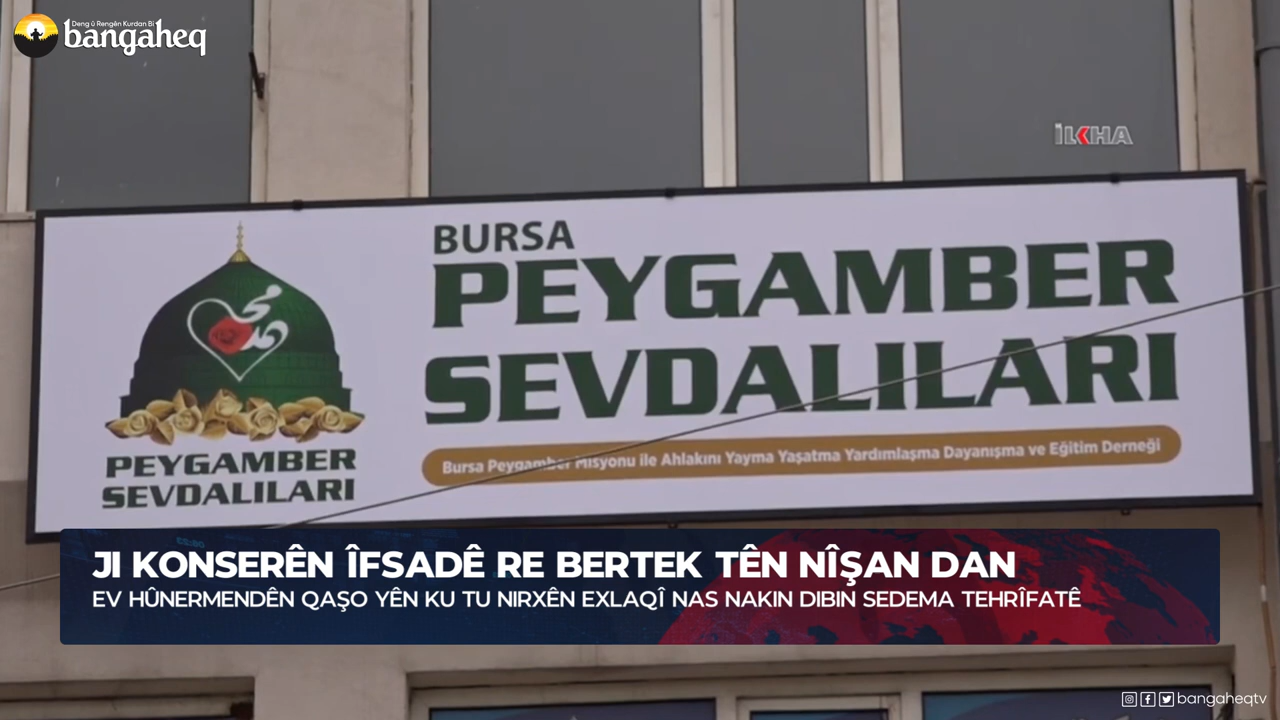 Deng û Rengên Kurdan Bi
bangaheq
İLKHA
BURSA
PEYGAMBER
SEVDALILARI
Bursa Peygamber Misyonu ile Ahlakını Yayma Yaşatma Yardımlaşma Dayanışma ve Eğitim Derneği
محمد
PEYGAMBER
SEVDALILARI
JI KONSERÊN ÎFSADÊ RE BERTEK TÊN NÎŞAN DAN
EV HÛNERMENDÊN QAŞO YÊN KU TU NIRXÊN EXLAQÎ NAS NAKIN DIBIN SEDEMA TEHRÎFATÊ
bangaheqtv